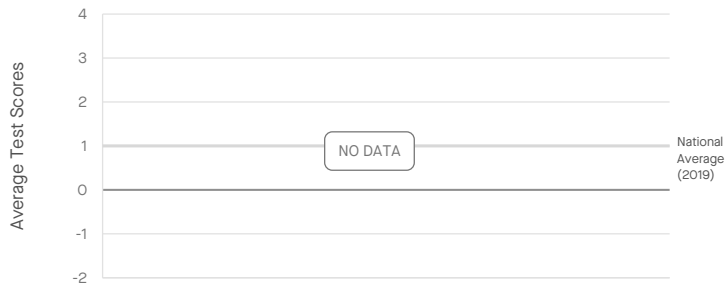 Average Test Scores
4
3
2
1
0
-1
-2
NO DATA
National
Average
(2019)